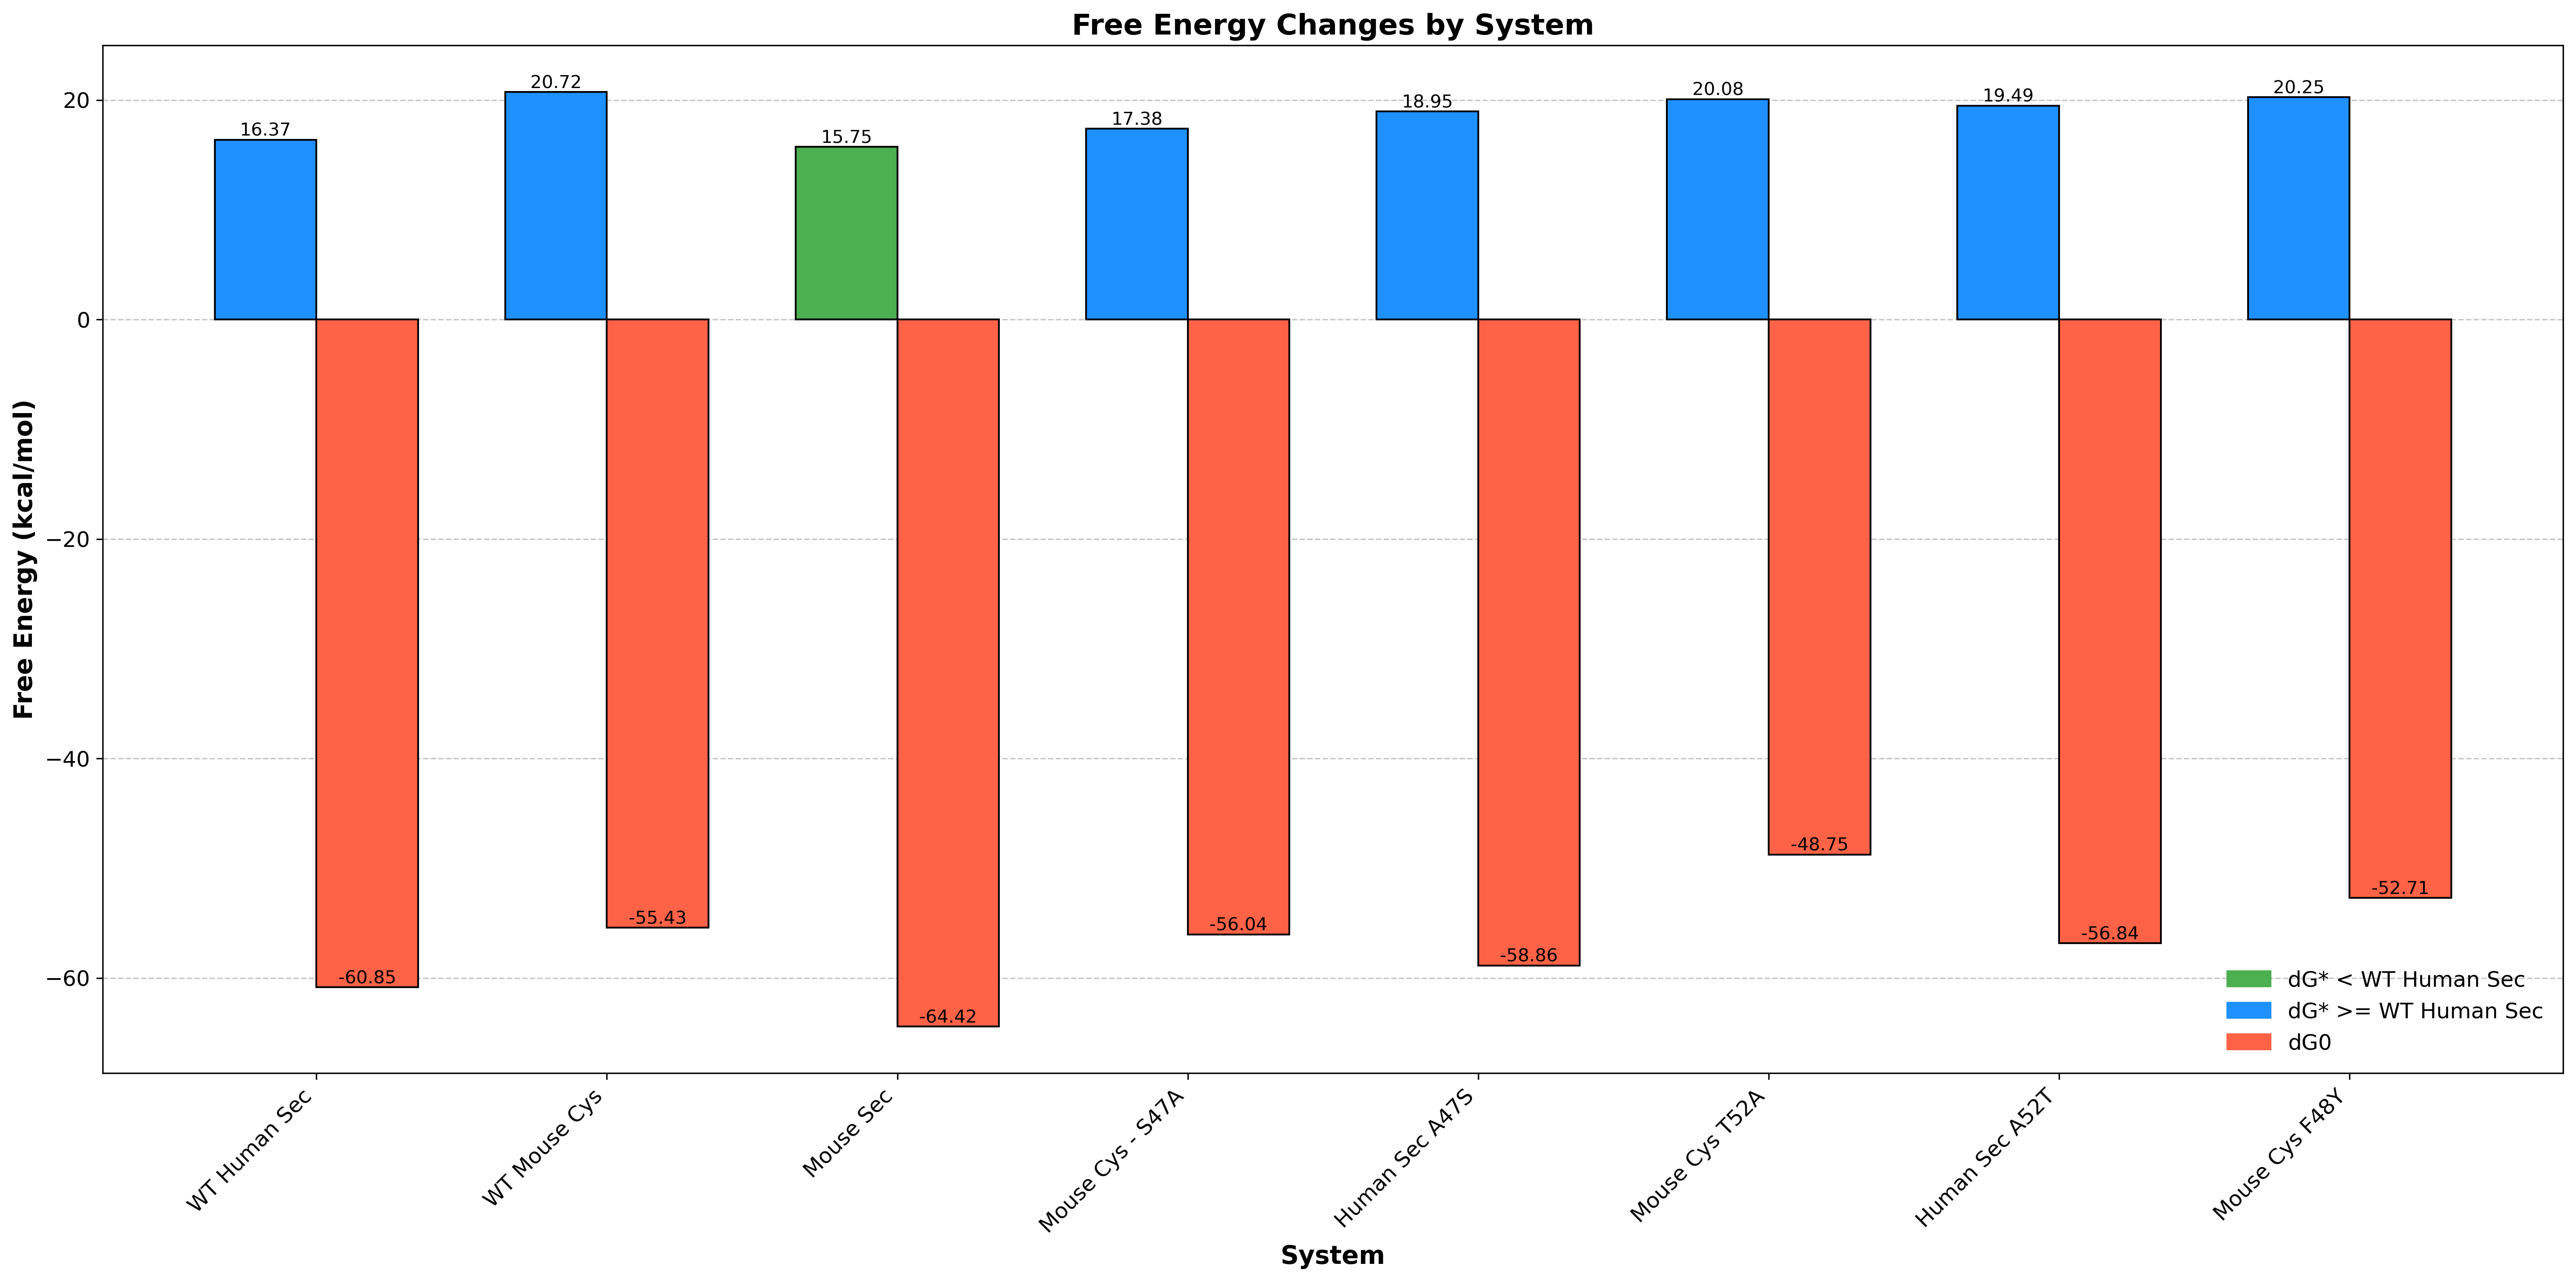 Free Energy Changes by System
Free Energy (kcal/mol)
20
0
−20
−40
−60
16.37
20.72
15.75
17.38
18.95
20.08
19.49
20.25
-60.85
-55.43
-64.42
-56.04
-58.86
-48.75
-56.84
-52.71
dG* < WT Human Sec
dG* >= WT Human Sec
dG0
WT Human Sec
WT Mouse Cys
Mouse Sec
Mouse Cys - S47A
Human Sec A47S
Mouse Cys T52A
Human Sec A52T
Mouse Cys F48Y
System